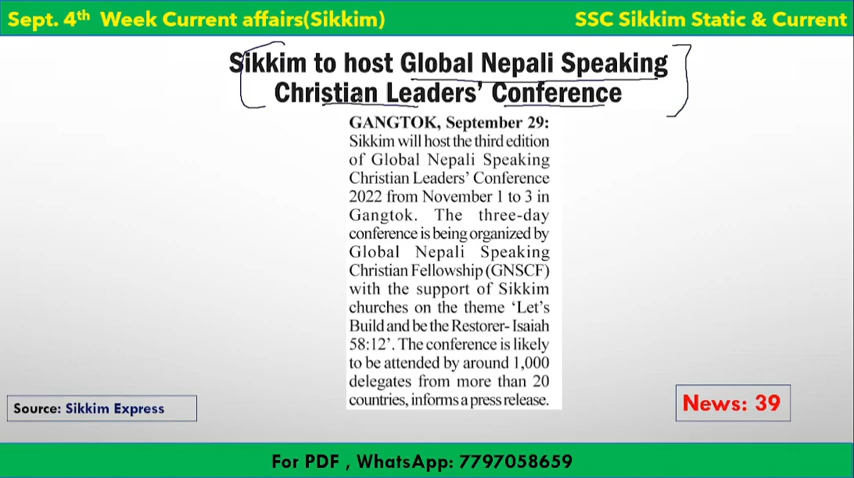 Sept. 4th Week Current affairs(Sikkim)
SSC Sikkim Static & Current
Sikkim to host Global Nepali Speaking
Christian Leaders' Conference
GANGTOK, September 29:
Sikkim will host the third edition
of Global Nepali Speaking
Christian Leaders' Conference
2022 from November 1 to 3 in
Gangtok. The three-day
conference is being organized by
Global Nepali Speaking
Christian Fellowship (GNSCF)
with the support of Sikkim
churches on the theme 'Let's
Build and be the Restorer- Isaiah
58:12'. The conference is likely
to be attended by around 1,000
delegates from more than 20
countries, informs a press release.
Source: Sikkim Express
News: 39
For PDF , WhatsApp: 7797058659